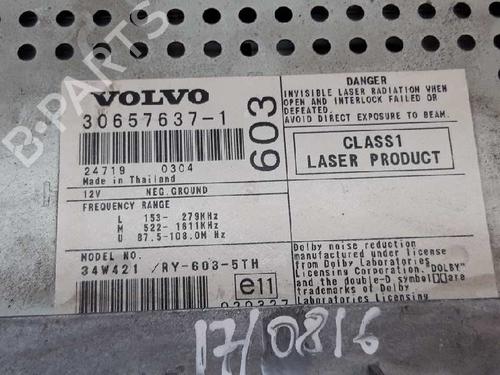 B-PARTS
VOLVO
30657637-1
603
24719 0304
Made in Thailand
12V NEG.GROUND
FREQUENCY RANGE
L 153- 279KHz
M 522- 1611KHz
U 87.5-108.0M Hz
MODEL NO.
34W421 /RY-603-5TH
e11
DANGER
INVISIBLE LASER RADIATION WHEN
OPEN AND INTERLOCK FAILED OR
DEFEATED.
AVOID DIRECT EXPOSURE TO BEAM.
CLASS1
LASER PRODUCT
Dolby noise reduction
manufactured under license
from Dolby Laboratories
Licensing Corporation. "DOLBY"
and the double-D symbol are
trademarks of Dolby
Laboratories Licensing
17/0816